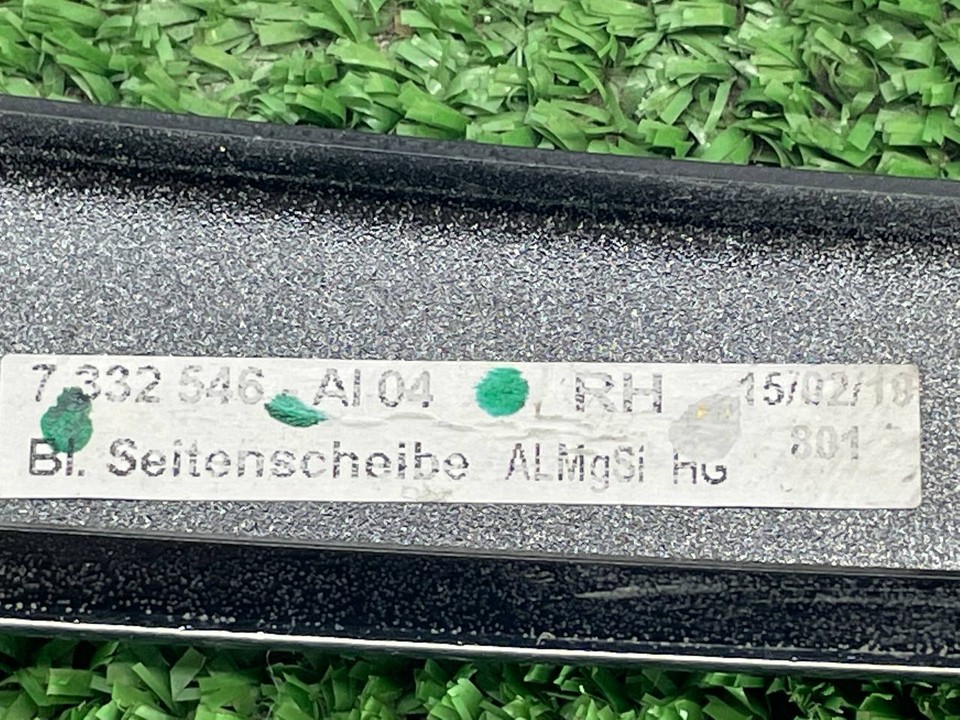 7 332 546 AI 04 RH 15/02/18
Bl. Seitenscheibe ALMgSi HG 801